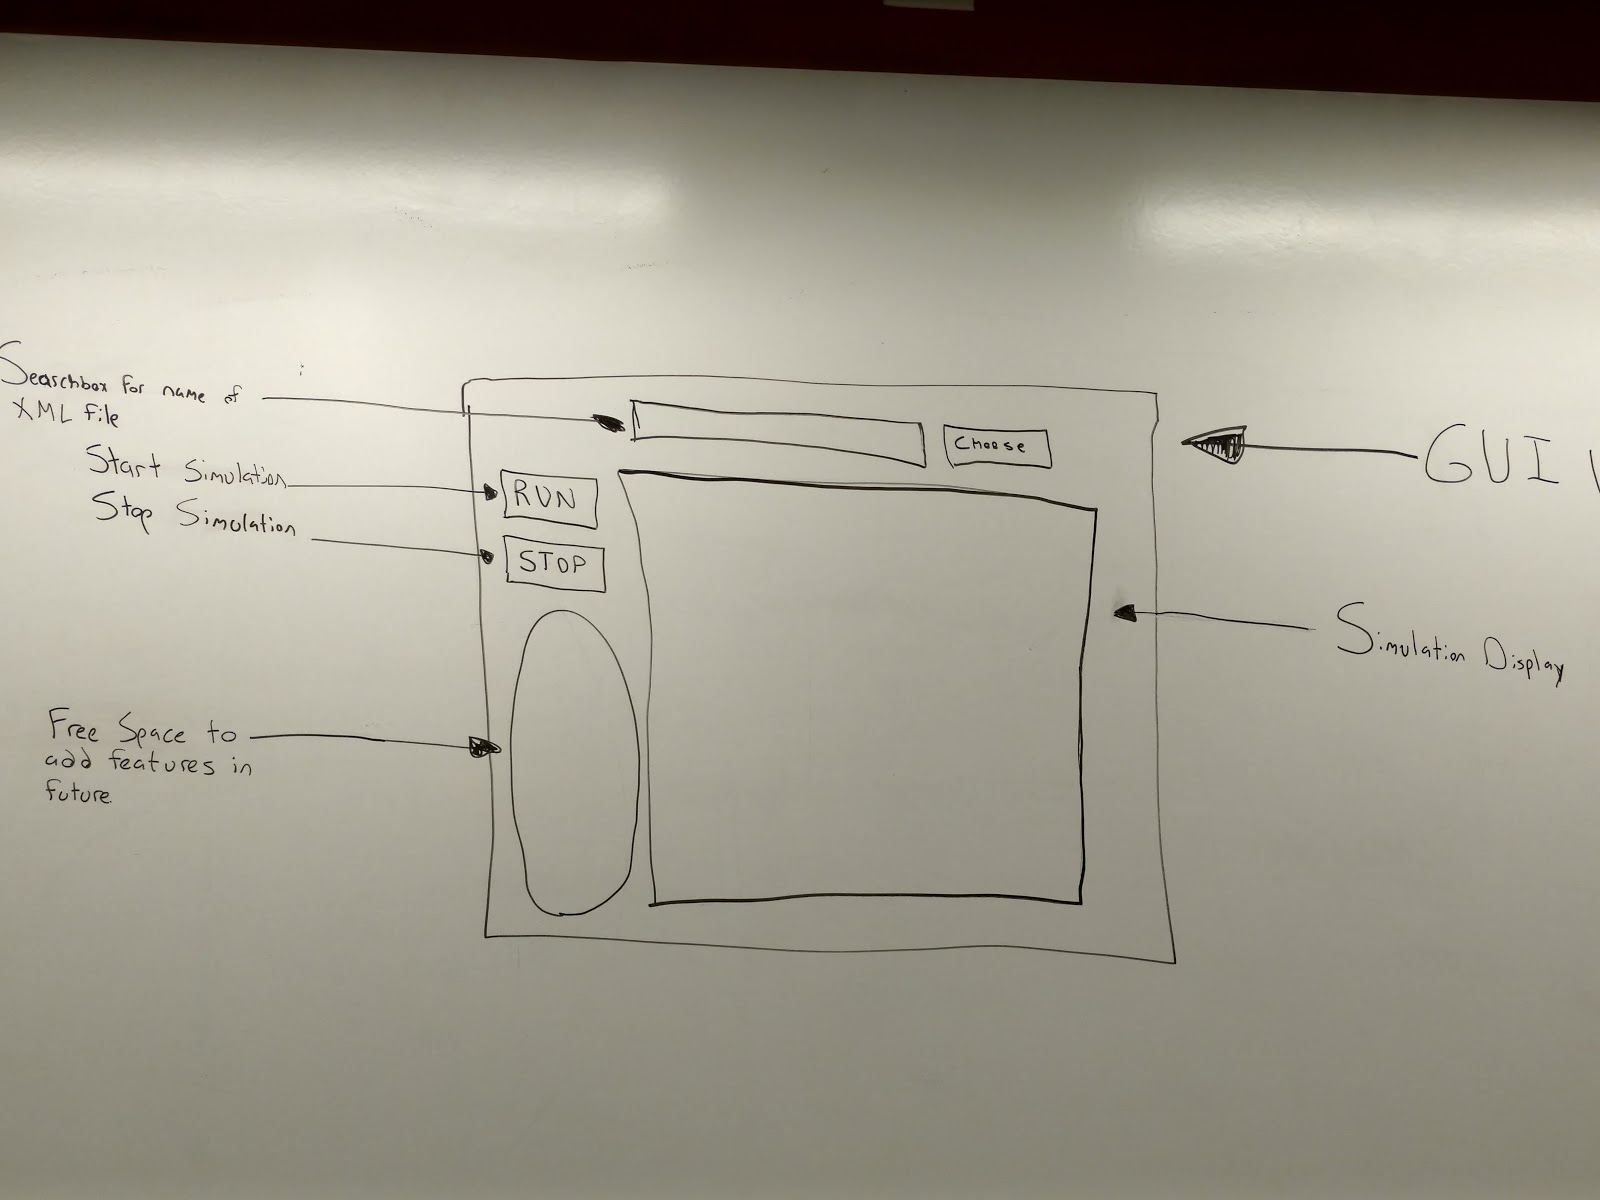 Searchbox for name of
XML file
Start Simulation
Stop Simulation
Free Space to
add features in
future.
Choose
RUN
STOP
GUI
Simulation Display